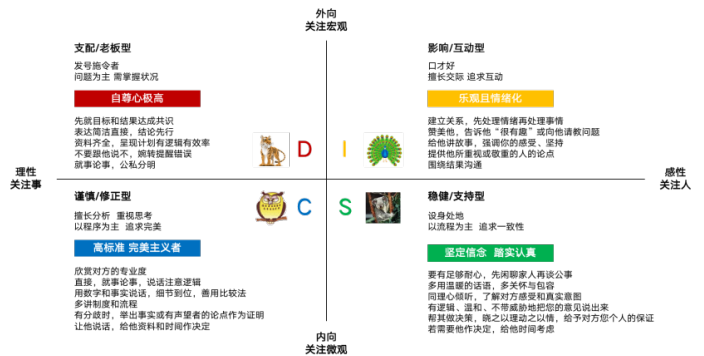 外向
关注宏观
支配/老板型
发号施令者
问题为主 需掌握状况
自尊心极高
先就目标和结果达成共识
表达简洁直接，结论先行
资料齐全，呈现计划有逻辑有效率
不要跟他说不，婉转提醒错误
就事论事，公私分明
D
影响/互动型
口才好
擅长交际 追求互动
乐观且情绪化
建立关系，先处理情绪再处理事情
赞美他，告诉他“很有趣”或向他请教问题
给他讲故事，强调你的感受、坚持
提供他所重视或敬重的人的论点
围绕结果沟通
I
理性
关注事
感性
关注人
谨慎/修正型
擅长分析 重视思考
以程序为主 追求完美
高标准 完美主义者
欣赏对方的专业度
直接，就事论事，说话注意逻辑
用数字和事实说话，细节到位，善用比较法
多讲制度和流程
有分歧时，举出事实或有声望者的论点作为证明
让他说话，给他资料和时间作决定
C
稳健/支持型
设身处地
以流程为主 追求一致性
坚定信念 踏实认真
要有足够耐心，先闲聊家人再谈公事
多用温暖的话语，多关怀与包容
同理心倾听，了解对方感受与真实意图
有逻辑、温和、不带威胁地把您的意见说出来
帮其做决策，晓之以理动之以情，给予对方您个人的保证
若需要他作决定，给他时间考虑
S
内向
关注微观